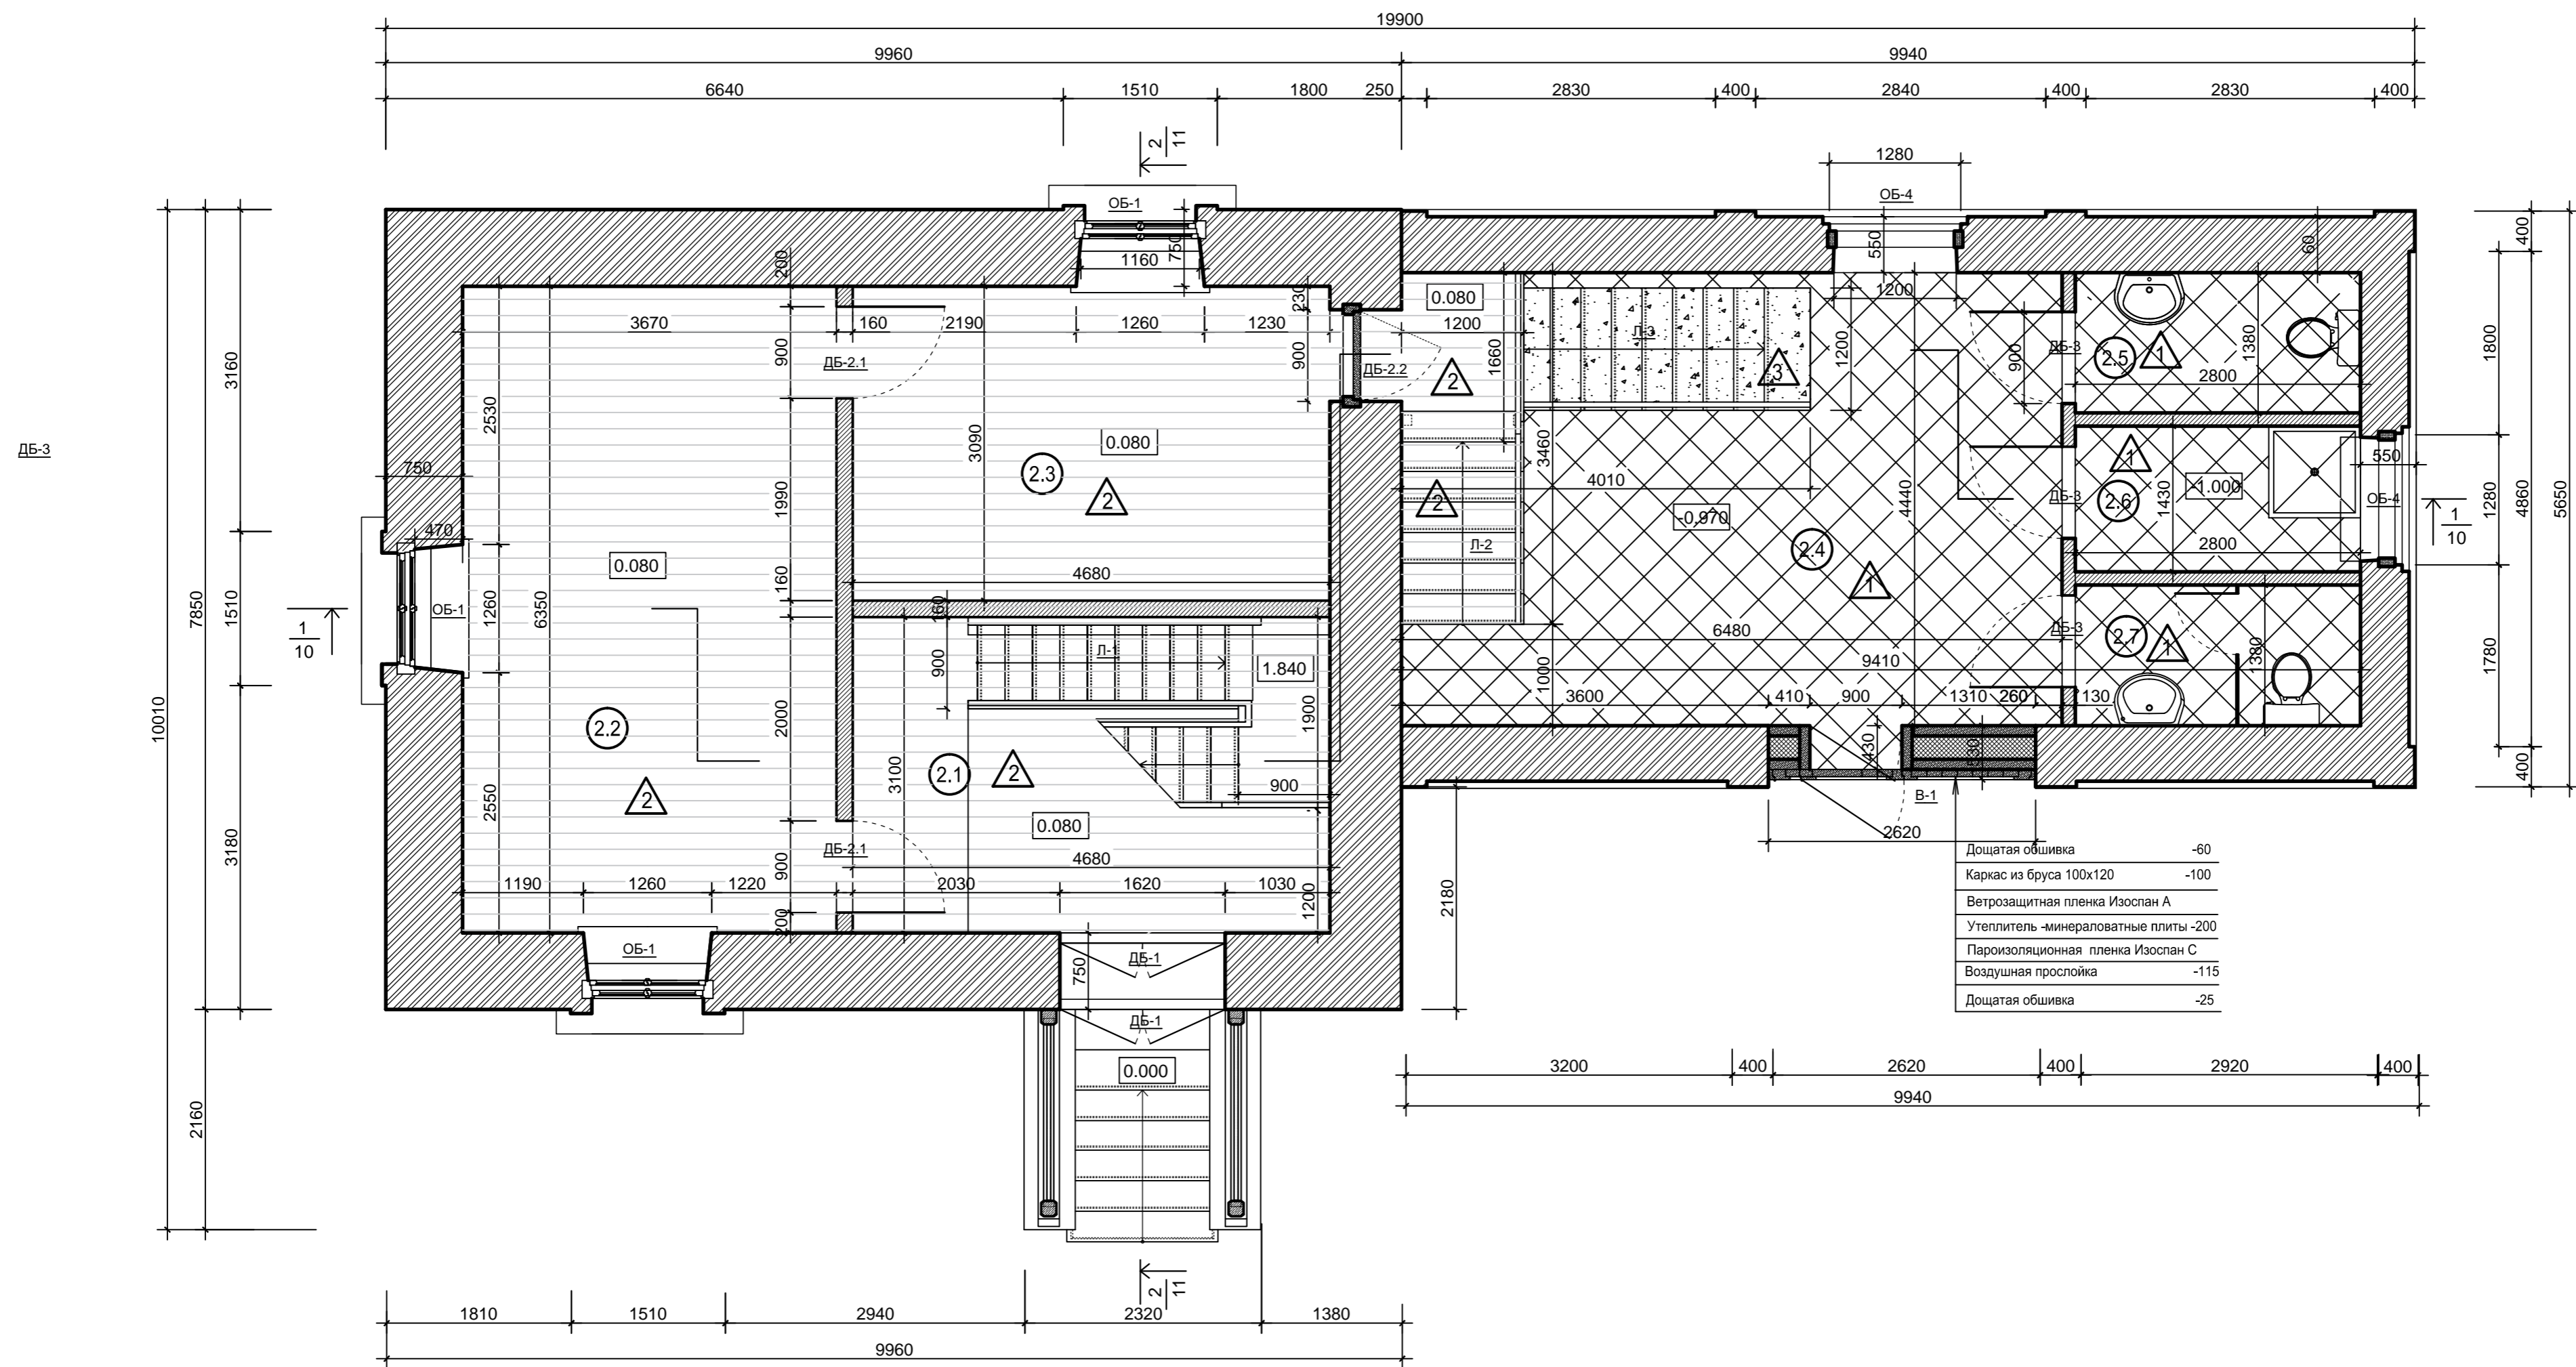 19900
9960 9940
6640 1510 1800 250 2830 400 2840 400 2830 400
2
11
1280
ОБ-1 ОБ-4
400
750 550 60
1160
200
230
0.080
1200
3670 160 2190 1260 1230 1200
Л-3
3160
900 900 1660 1200 900 1380 1800
ДБ-2.1 ДБ-2.2 ДБ-3 2.5 1
2 3
2800
2530 3090
0.080
ДБ-3
2.3
750
2
3460
4010
1990
2
4440
1
-1.000
2.6
ДБ-3
1430
550
ОБ-4
1280 4860 5650
1
10
-0.970
470
Л-2
2.4
2800
0.080 160 4680
1
7850 1510 1260 6350
ОБ-1
160
1
10
6480 ДБ-3 2.7 1
Л-1
900
1.840
9410
1380
1780
1000
3600 410 900 1310 260 130
10010
2000 1900
2.2
430 530
2.1 2
3100
2
900
2550
В-1
3180
0.080
2620
ДБ-2.1
900
4680
Дощатая обшивка -60
Каркас из бруса 100х120 -100
Ветрозащитная пленка Изоспан А
Утеплитель -минераловатные плиты -200
Пароизоляционная пленка Изоспан С
Воздушная прослойка -115
Дощатая обшивка -25
400
1190 1260 1220 2030 1620 1030
1200
200
2180
ОБ-1
ДБ-1
750
ДБ-1
0.000
3200 400 2620 400 2920 400
9940
2160
2
11
1810 1510 2940 2320 1380
9960